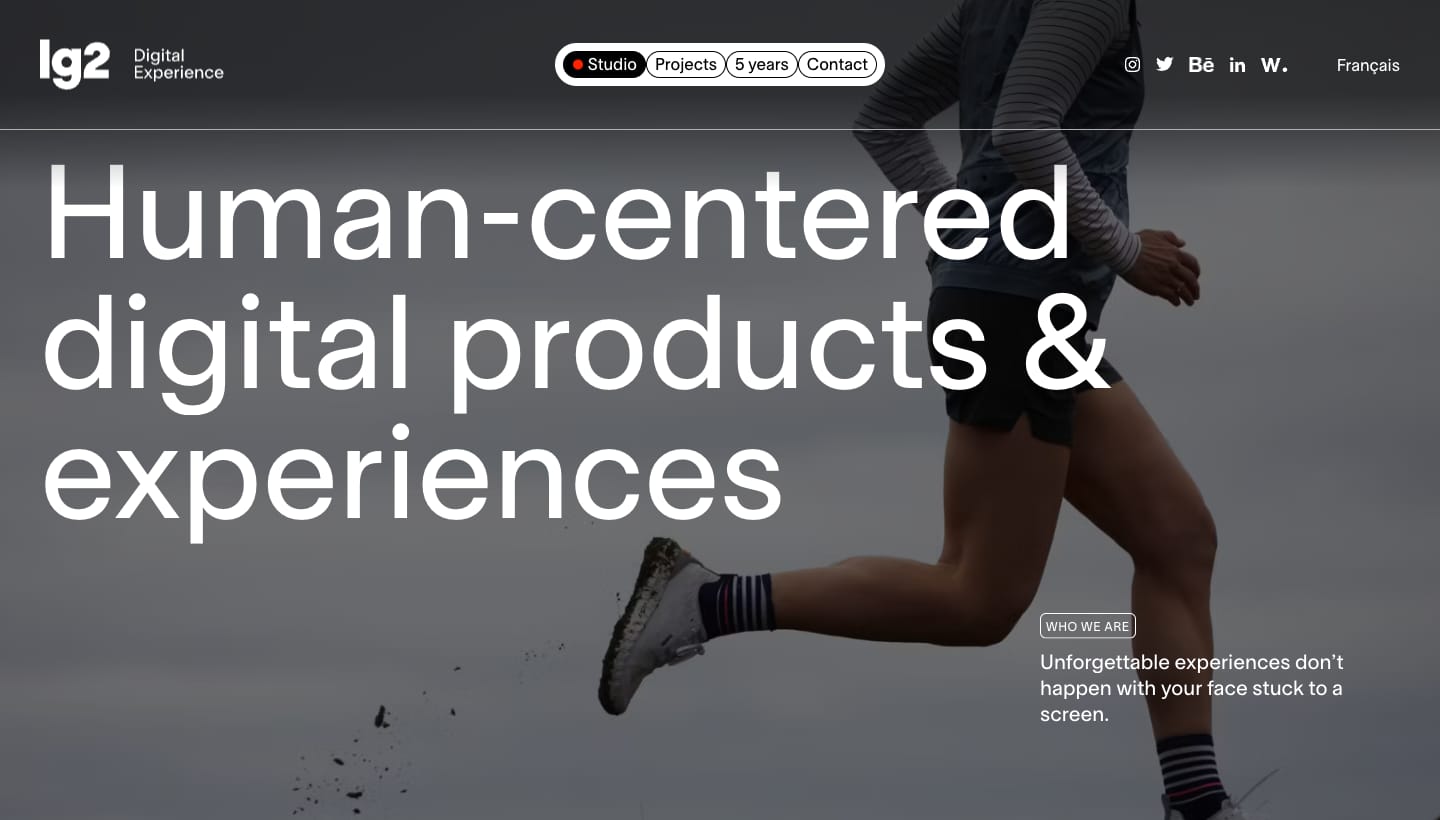 lg2
Digital
Experience
Studio
Projects
5 years
Contact
Bē
in
W.
Français
Human-centered
digital products &
experiences
WHO WE ARE
Unforgettable experiences don’t
happen with your face stuck to a
screen.